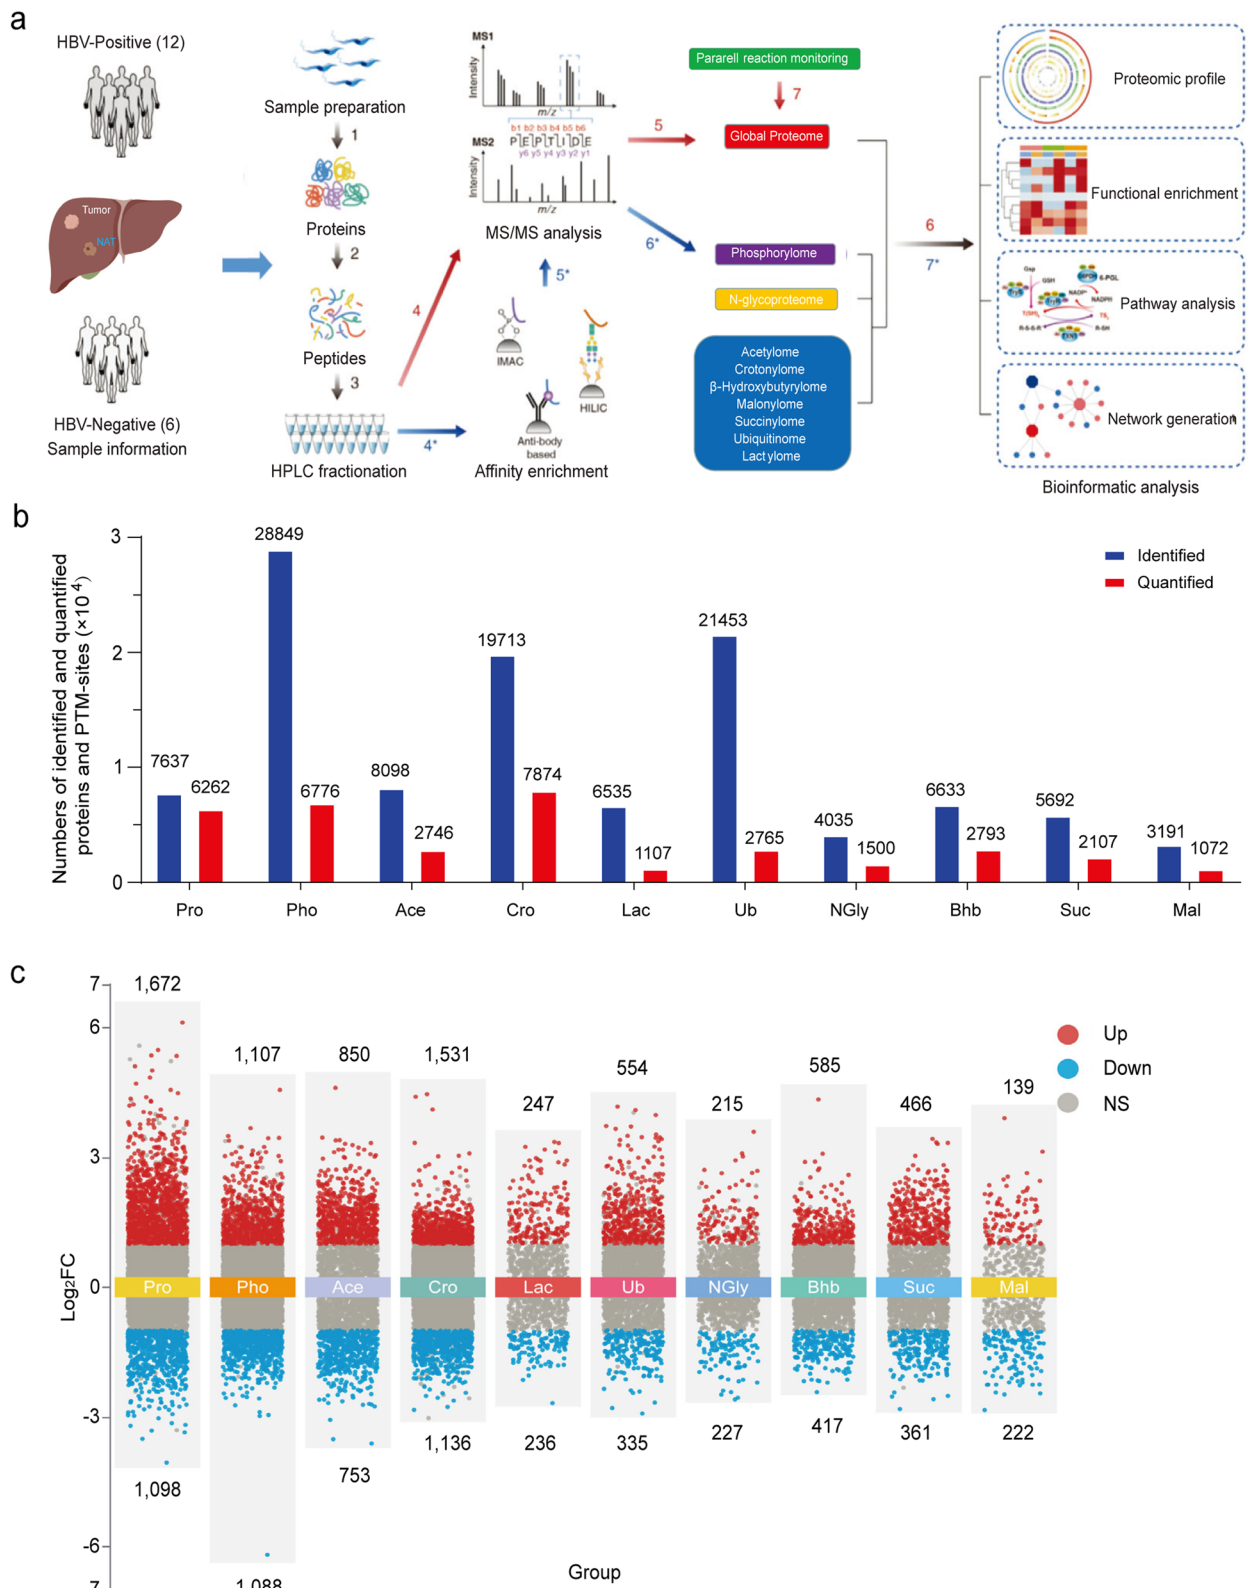 a
HBV-Positive (12)
Tumor
NAT
HBV-Negative (6)
Sample information
Sample preparation
1
Proteins
2
Peptides
3
HPLC fractionation
4
4*
MS1
Intensity
m/z
b1 b2 b3 b4 b5 b6
PEPTIDE
y6 y5 y4 y3 y2 y1
MS2
Intensity
m/z
MS/MS analysis
5*
IMAC
HILIC
Anti-body
based
Affinity enrichment
5
6*
Pararell reaction monitoring
7
Global Proteome
Phosphorylome
N-glycoproteome
Acetylome
Crotonylome
β-Hydroxybutyrylome
Malonylome
Succinylome
Ubiquitinome
Lactylome
6
7*
Proteomic profile
Functional enrichment
Gsp
GSH
6-PGL
NADP+
NADPH
R-S-S-R'
R-SH
Pathway analysis
Network generation
Bioinformatic analysis
b
Numbers of identified and quantified
proteins and PTM-sites (×10⁴)
3
2
1
0
Identified
Quantified
7637
6262
28849
6776
8098
2746
19713
7874
6535
1107
21453
2765
4035
1500
6633
2793
5692
2107
3191
1072
Pro
Pho
Ace
Cro
Lac
Ub
NGly
Bhb
Suc
Mal
c
Log₂FC
7
6
3
0
-3
-6
1,672
1,107
850
1,531
247
554
215
585
466
139
Up
Down
NS
Pro
Pho
Ace
Cro
Lac
Ub
NGly
Bhb
Suc
Mal
1,098
1,088
753
1,136
236
335
227
417
361
222
Group